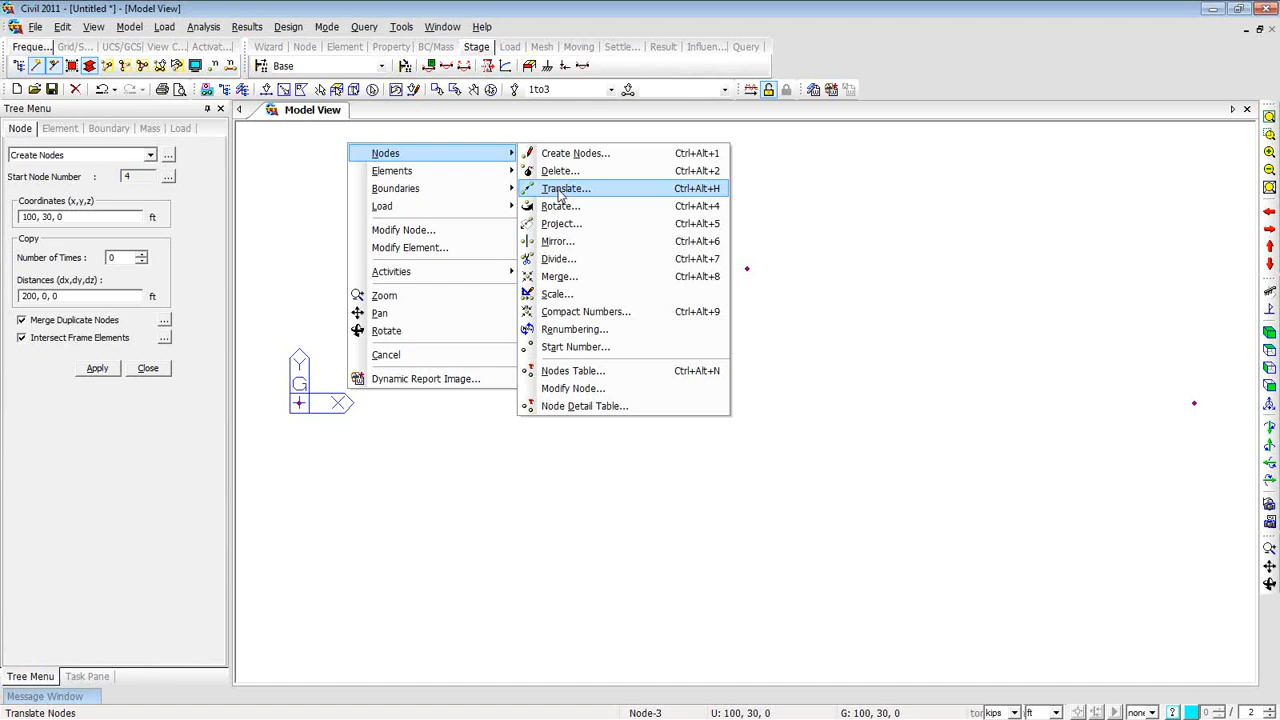 Civil 2011 - [Untitled *] - [Model View]
File Edit View Model Load Analysis Results Design Mode Query Tools Window Help
Freque... Grid/S... UCS/GCS View C... Activat... Wizard Node Element Property BC/Mass Stage Load Mesh Moving Settle... Result Influen... Query
Base
1to3
Tree Menu
Model View
Node Element Boundary Mass Load
Create Nodes
Start Node Number : 4
Coordinates (x,y,z)
100, 30, 0 ft
Copy
Number of Times : 0
Distances (dx,dy,dz) :
200, 0, 0 ft
Merge Duplicate Nodes
Intersect Frame Elements
Apply Close
Nodes
Elements
Boundaries
Load
Modify Node...
Modify Element...
Activities
Zoom
Pan
Rotate
Cancel
Dynamic Report Image...
Create Nodes... Ctrl+Alt+1
Delete... Ctrl+Alt+2
Translate... Ctrl+Alt+H
Rotate... Ctrl+Alt+4
Project... Ctrl+Alt+5
Mirror... Ctrl+Alt+6
Divide... Ctrl+Alt+7
Merge... Ctrl+Alt+8
Scale...
Compact Numbers... Ctrl+Alt+9
Renumbering...
Start Number...
Nodes Table... Ctrl+Alt+N
Modify Node...
Node Detail Table...
Y
G
X
Tree Menu Task Pane
Message Window
Translate Nodes Node-3 U: 100, 30, 0 G: 100, 30, 0 kips ft none ? 0 / 2